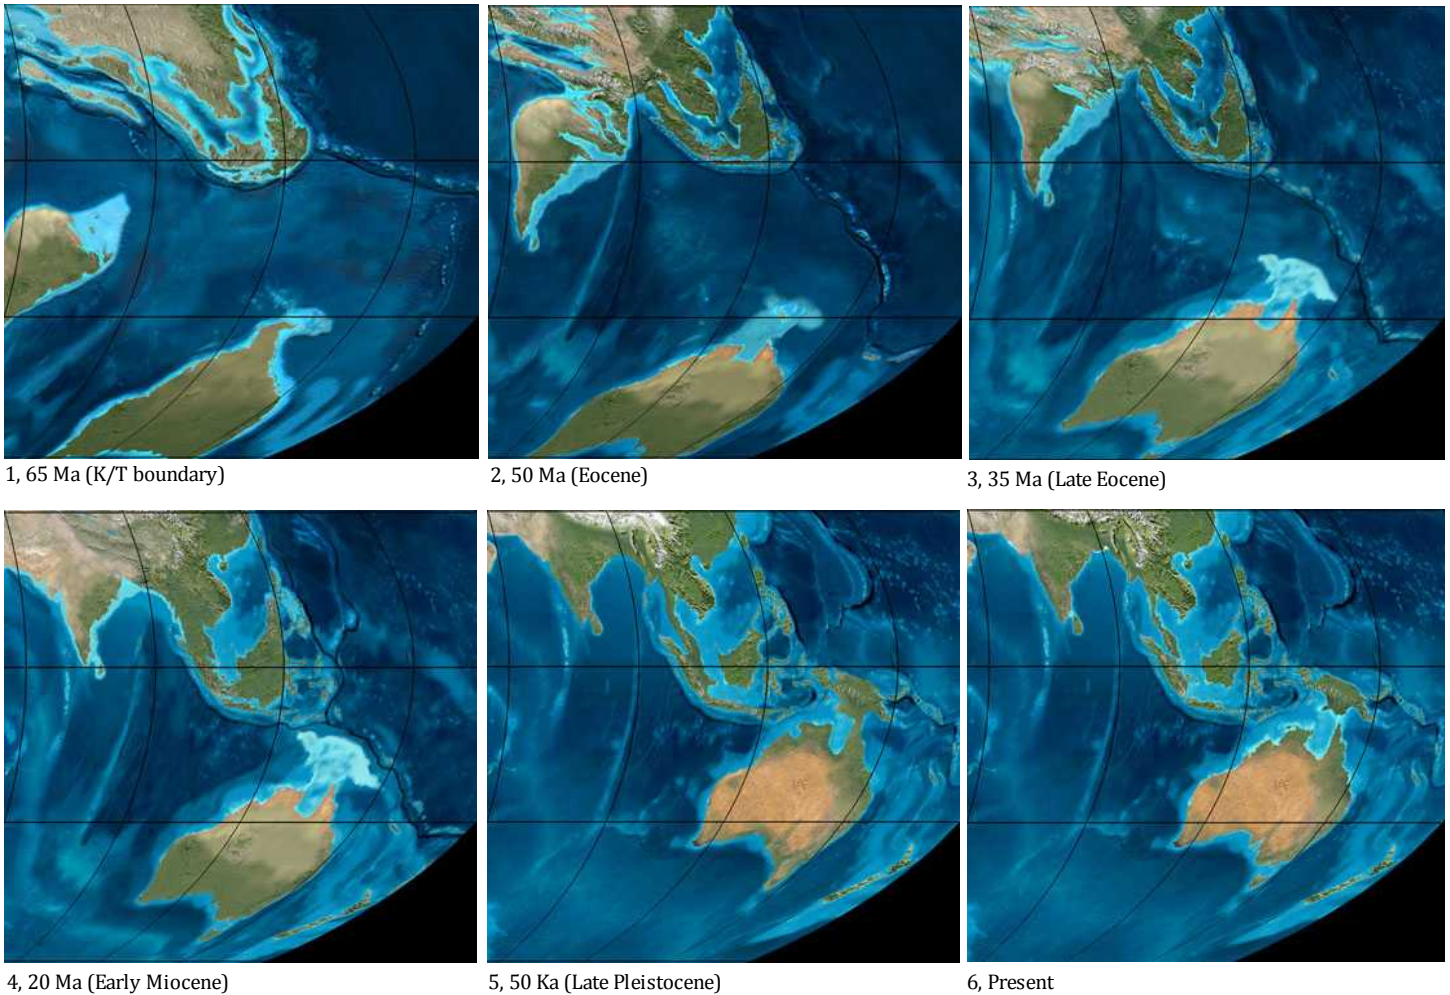 1, 65 Ma (K/T boundary)
2, 50 Ma (Eocene)
3, 35 Ma (Late Eocene)
4, 20 Ma (Early Miocene)
5, 50 Ka (Late Pleistocene)
6, Present